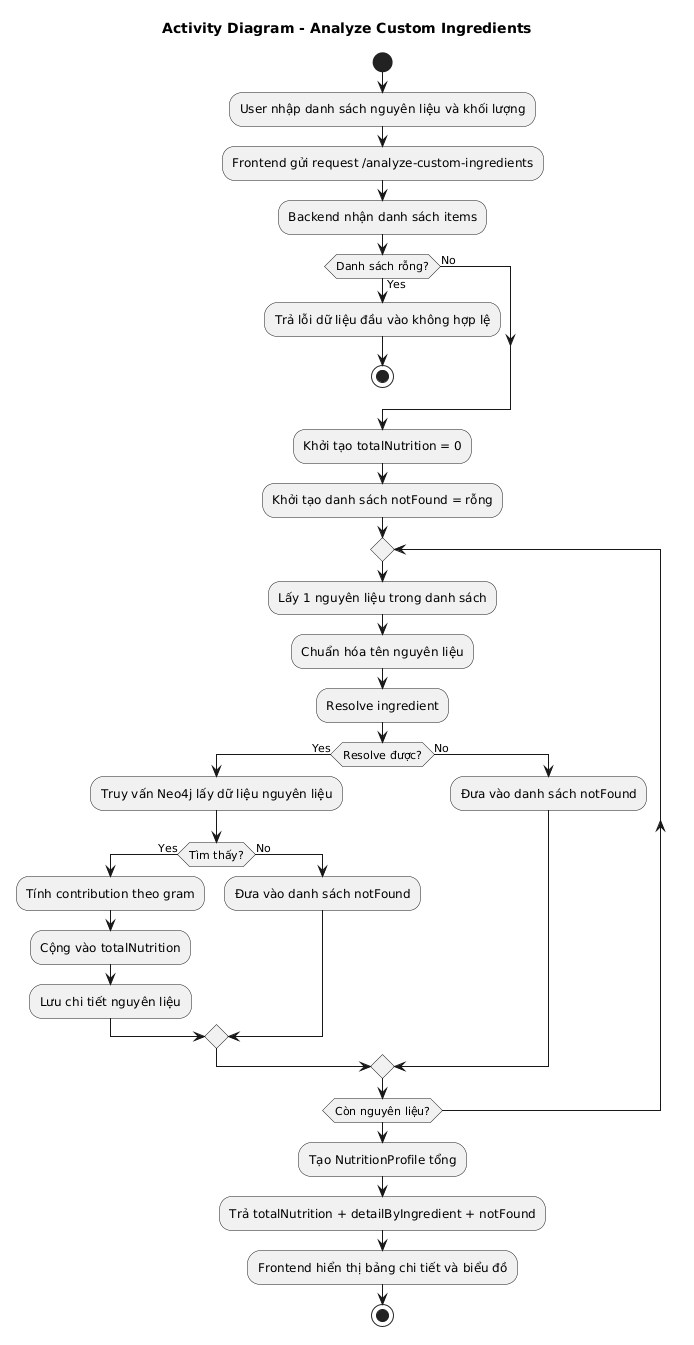 Activity Diagram - Analyze Custom Ingredients
User nhập danh sách nguyên liệu và khối lượng
Frontend gửi request /analyze-custom-ingredients
Backend nhận danh sách items
Danh sách rỗng?
No
Yes
Trả lỗi dữ liệu đầu vào không hợp lệ
Khởi tạo totalNutrition = 0
Khởi tạo danh sách notFound = rỗng
Lấy 1 nguyên liệu trong danh sách
Chuẩn hóa tên nguyên liệu
Resolve ingredient
Yes
Resolve được?
No
Truy vấn Neo4j lấy dữ liệu nguyên liệu
Đưa vào danh sách notFound
Yes
Tìm thấy?
No
Tính contribution theo gram
Đưa vào danh sách notFound
Cộng vào totalNutrition
Lưu chi tiết nguyên liệu
Còn nguyên liệu?
Tạo NutritionProfile tổng
Trả totalNutrition + detailByIngredient + notFound
Frontend hiển thị bảng chi tiết và biểu đồ